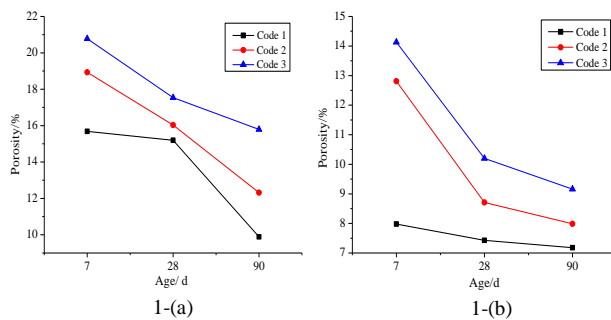 22
20
18
16
14
12
10
Porosity/%
7
28
90
Age/ d
Code 1
Code 2
Code 3
1-(a)
15
14
13
12
11
10
9
8
7
Porosity/%
7
28
90
Age/d
Code 1
Code 2
Code 3
1-(b)